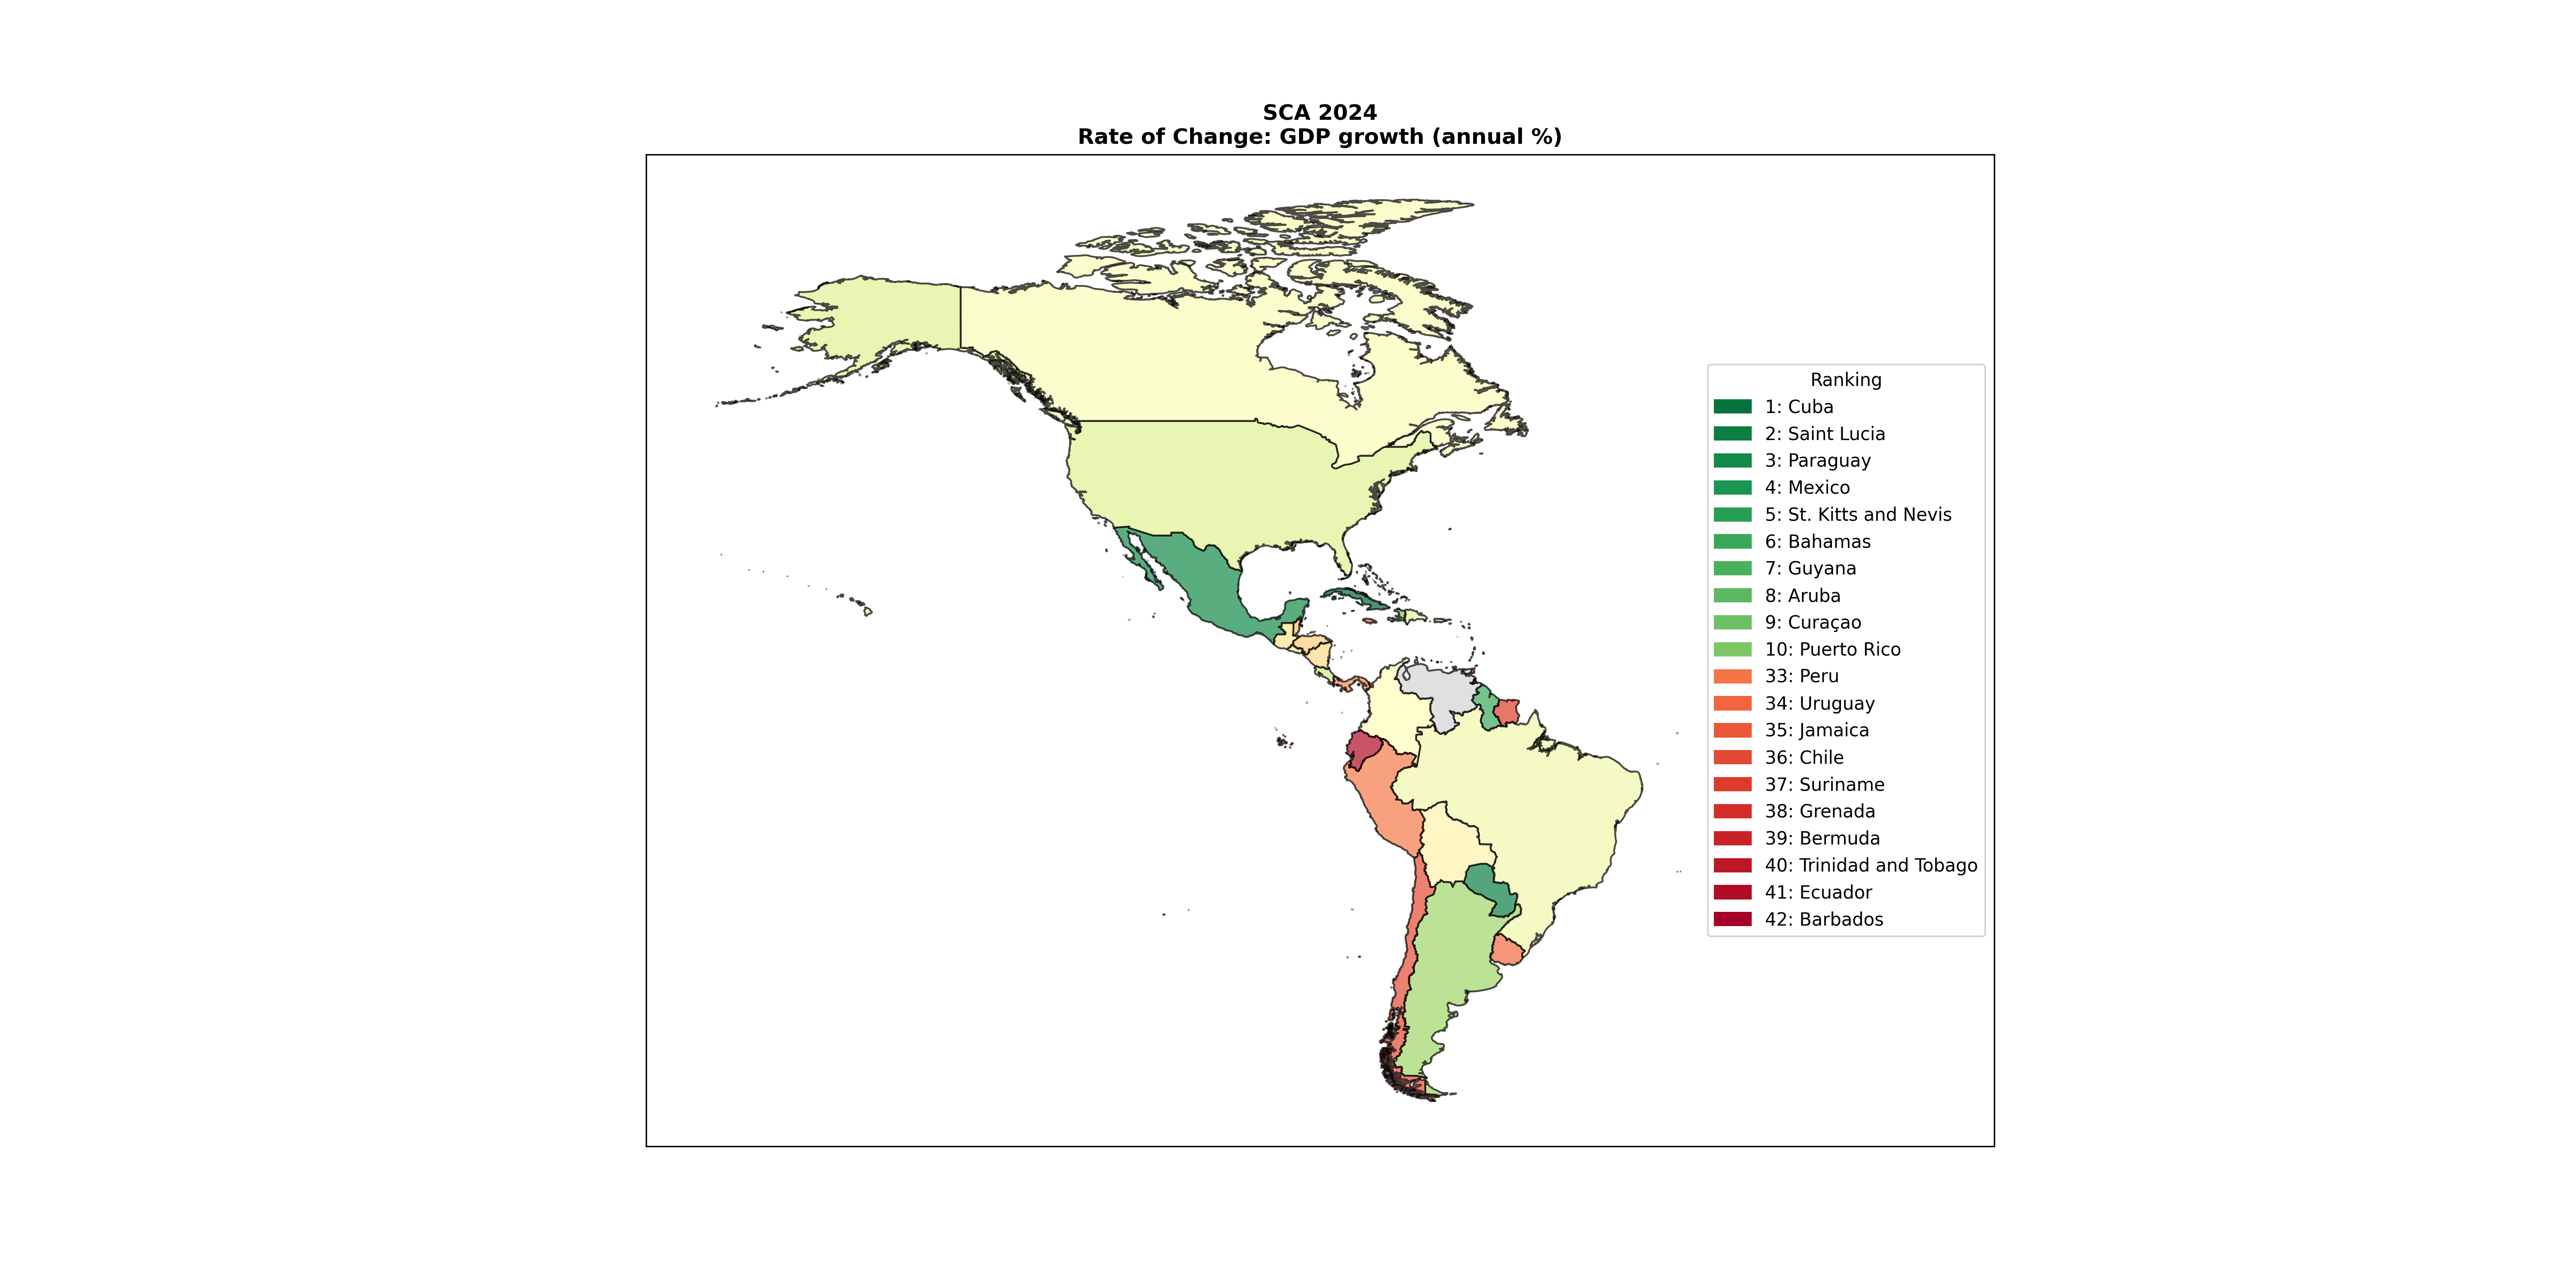 SCA 2024
Rate of Change: GDP growth (annual %)
Ranking
1: Cuba
2: Saint Lucia
3: Paraguay
4: Mexico
5: St. Kitts and Nevis
6: Bahamas
7: Guyana
8: Aruba
9: Curaçao
10: Puerto Rico
33: Peru
34: Uruguay
35: Jamaica
36: Chile
37: Suriname
38: Grenada
39: Bermuda
40: Trinidad and Tobago
41: Ecuador
42: Barbados